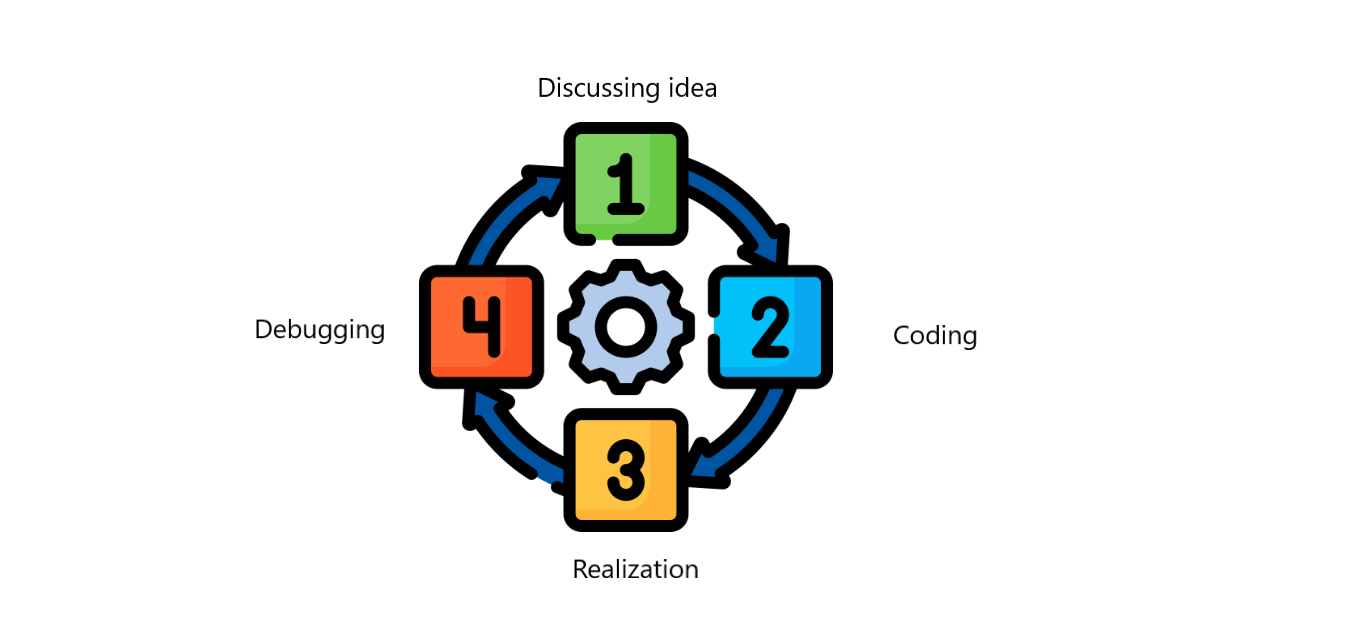 Discussing idea
1
4
2
Debugging
Coding
3
Realization